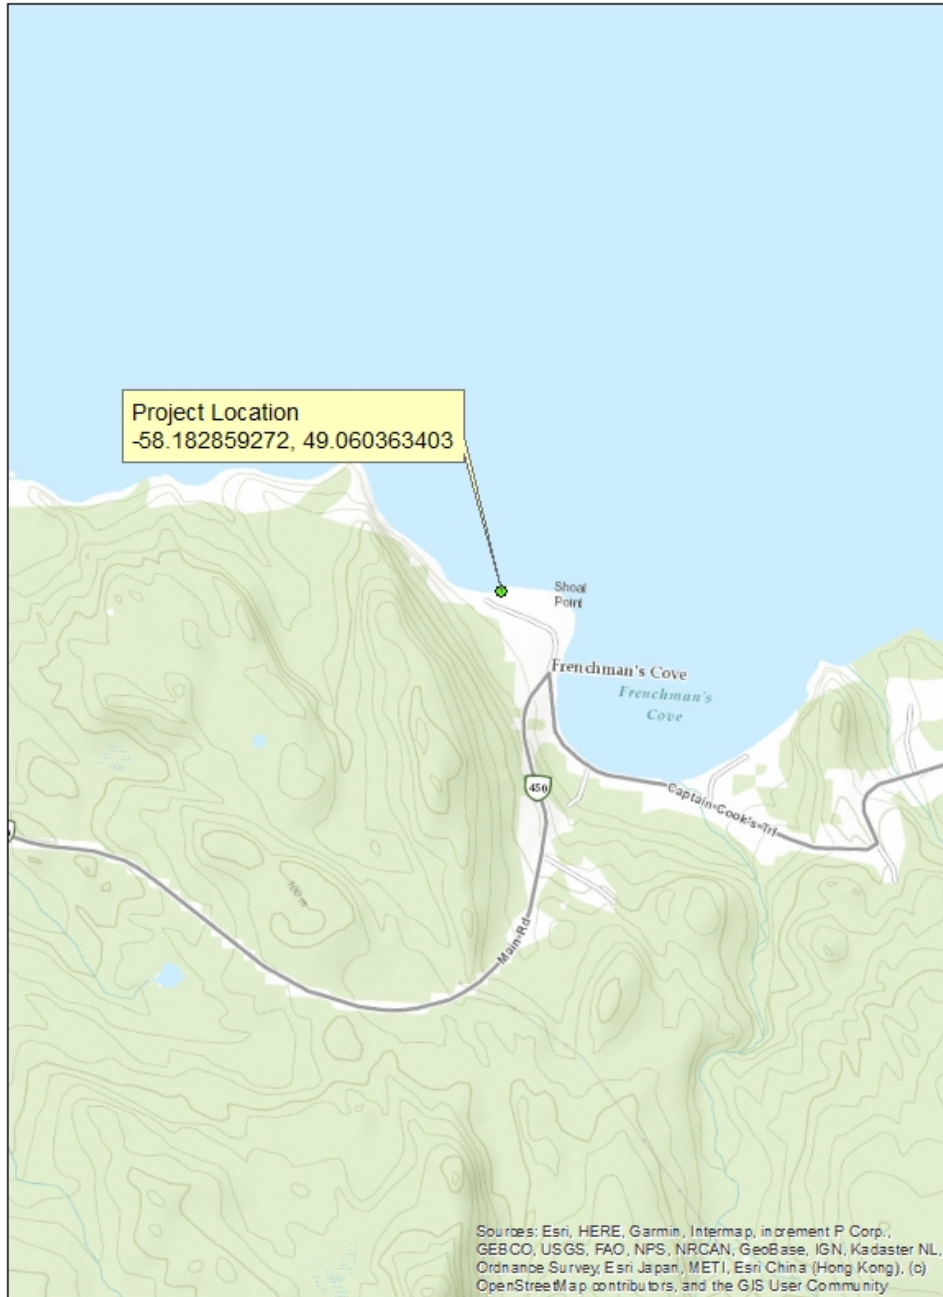 Project Location
-58.182859272, 49.060363403
Shoal
Point
Frenchman's Cove
Frenchman's
Cove
450
Captain-Cook's-Trl
100 m
Main-Rd
Sources: Esri, HERE, Garmin, Intermap, increment P Corp.,
GEBCO, USGS, FAO, NPS, NRCAN, GeoBase, IGN, Kadaster NL,
Ordnance Survey, Esri Japan, METI, Esri China (Hong Kong), (c)
OpenStreetMap contributors, and the GIS User Community